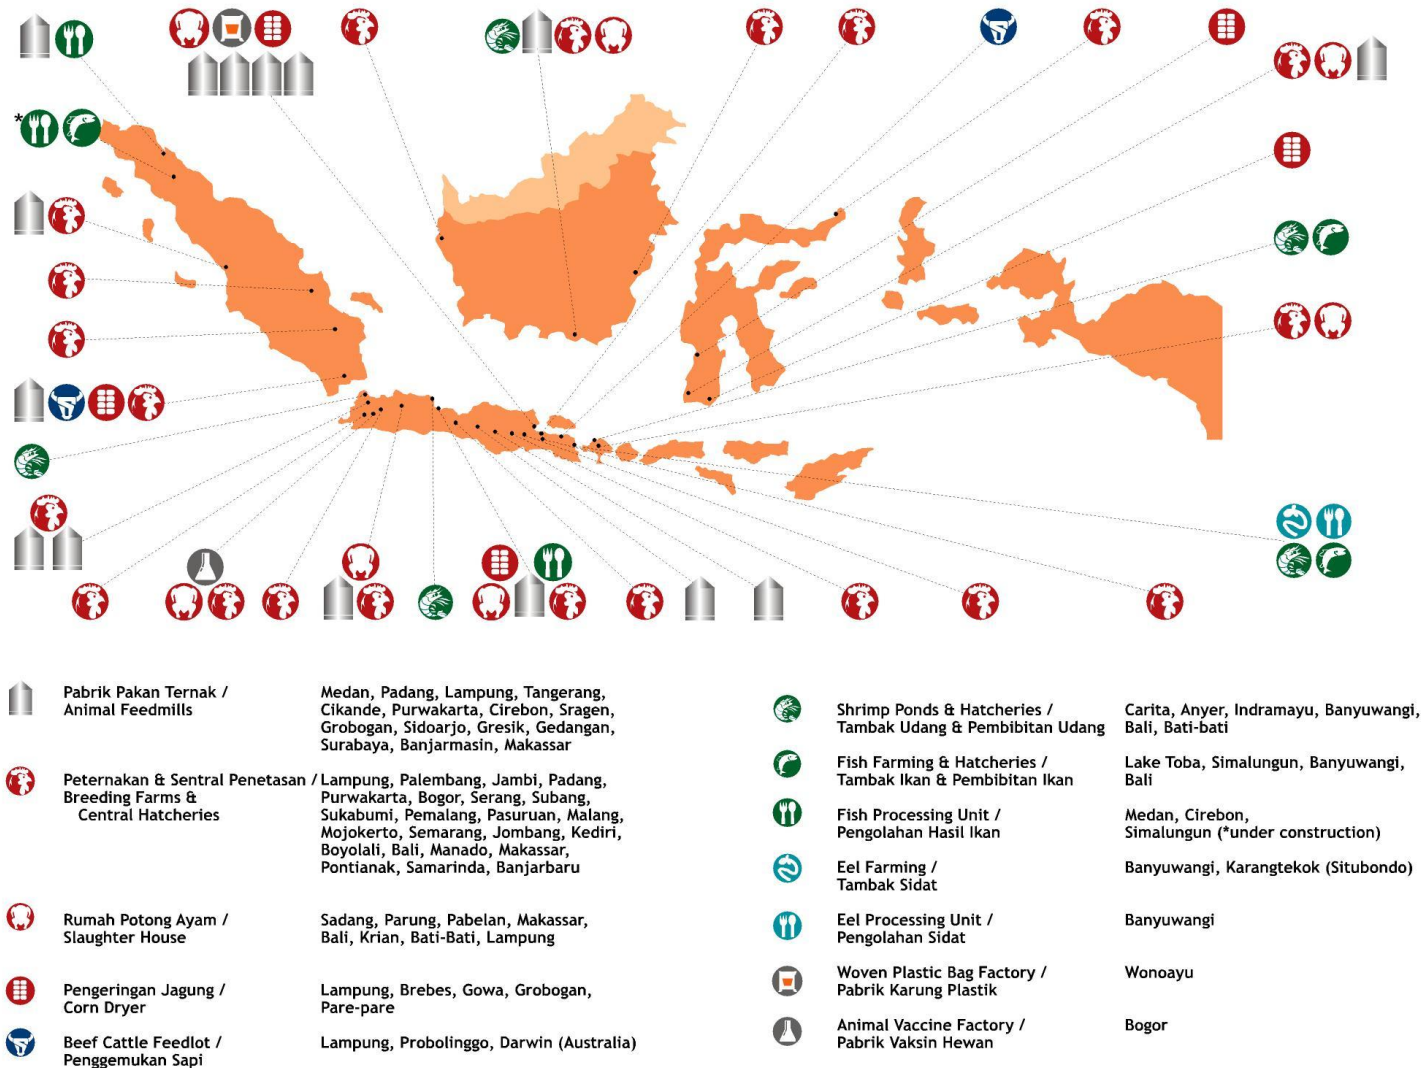 *
Pabrik Pakan Ternak /
Animal Feedmills
Medan, Padang, Lampung, Tangerang,
Cikande, Purwakarta, Cirebon, Sragen,
Grobogan, Sidoarjo, Gresik, Gedangan,
Surabaya, Banjarmasin, Makassar
Peternakan & Sentral Penetasan /
Breeding Farms &
Central Hatcheries
Lampung, Palembang, Jambi, Padang,
Purwakarta, Bogor, Serang, Subang,
Sukabumi, Pemalang, Pasuruan, Malang,
Mojokerto, Semarang, Jombang, Kediri,
Boyolali, Bali, Manado, Makassar,
Pontianak, Samarinda, Banjarbaru
Rumah Potong Ayam /
Slaughter House
Sadang, Parung, Pabelan, Makassar,
Bali, Krian, Bati-Bati, Lampung
Pengeringan Jagung /
Corn Dryer
Lampung, Brebes, Gowa, Grobogan,
Pare-pare
Beef Cattle Feedlot /
Penggemukan Sapi
Lampung, Probolinggo, Darwin (Australia)
Shrimp Ponds & Hatcheries /
Tambak Udang & Pembibitan Udang
Carita, Anyer, Indramayu, Banyuwangi,
Bali, Bati-bati
Fish Farming & Hatcheries /
Tambak Ikan & Pembibitan Ikan
Lake Toba, Simalungun, Banyuwangi,
Bali
Fish Processing Unit /
Pengolahan Hasil Ikan
Medan, Cirebon,
Simalungun (*under construction)
Eel Farming /
Tambak Sidat
Banyuwangi, Karangtekok (Situbondo)
Eel Processing Unit /
Pengolahan Sidat
Banyuwangi
Woven Plastic Bag Factory /
Pabrik Karung Plastik
Wonoayu
Animal Vaccine Factory /
Pabrik Vaksin Hewan
Bogor